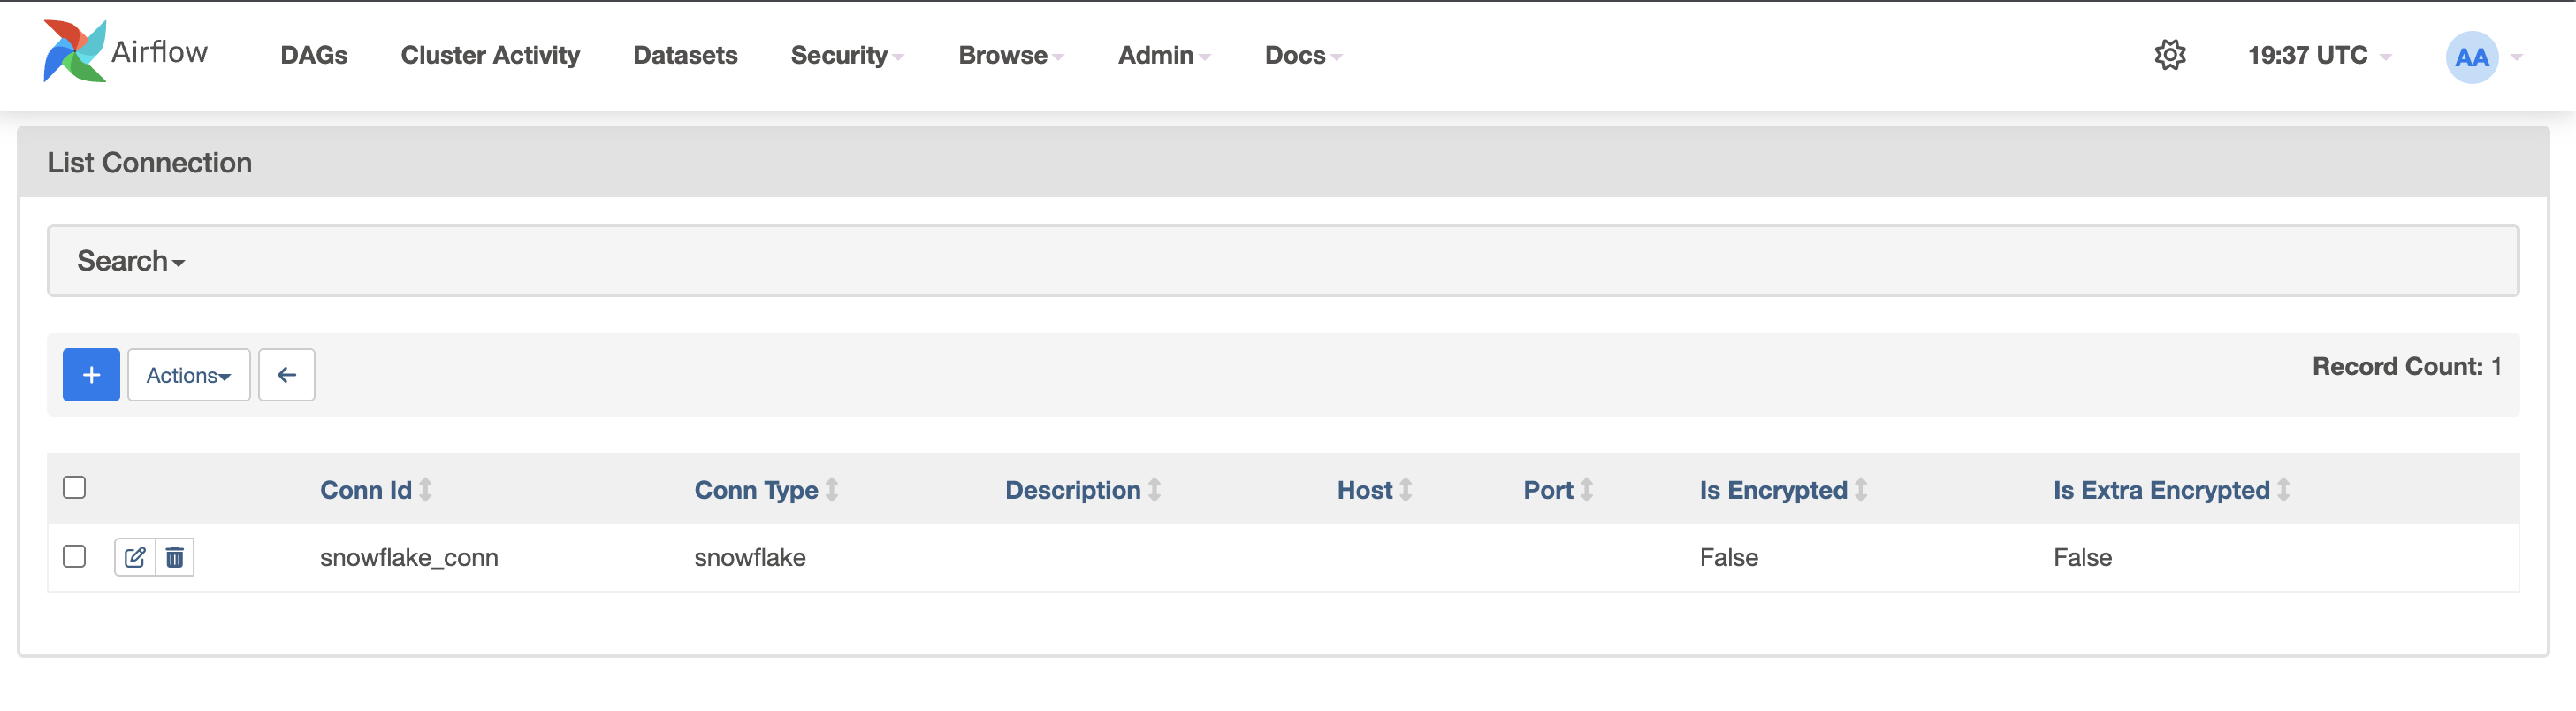 Airflow DAGs Cluster Activity Datasets Security Browse Admin Docs 19:37 UTC AA
List Connection
Search
+ Actions Record Count: 1
Conn Id Conn Type Description Host Port Is Encrypted Is Extra Encrypted
snowflake_conn snowflake False False